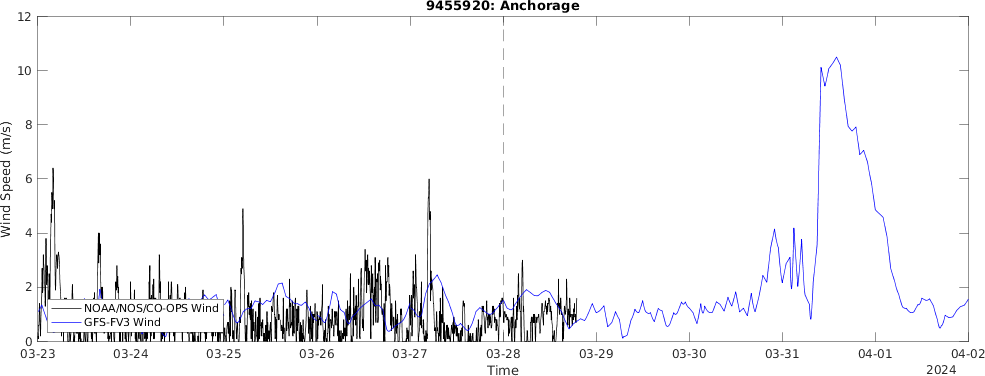 9455920: Anchorage
12
10
8
6
4
2
0
Wind Speed (m/s)
NOAA/NOS/CO-OPS Wind
GFS-FV3 Wind
03-23 03-24 03-25 03-26 03-27 03-28 03-29 03-30 03-31 04-01 04-02
Time
2024